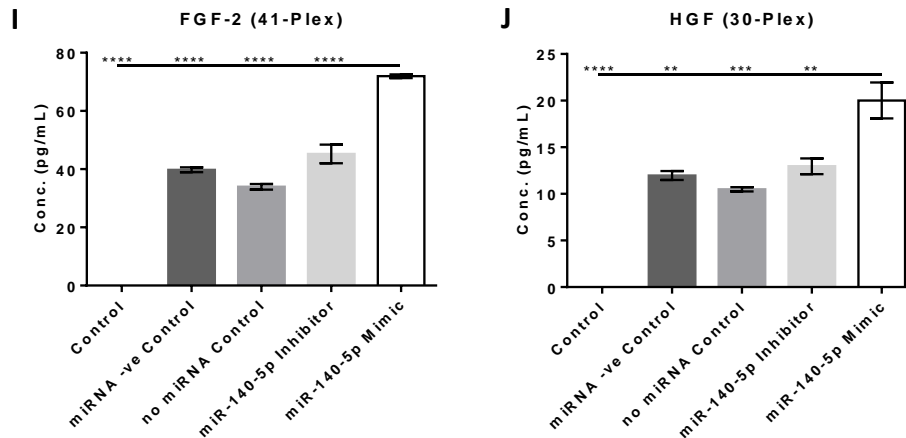 I
FGF-2 (41-Plex)
**** **** **** ****
80
60
40
20
0
Conc. (pg/mL)
Control
miRNA -ve Control
no miRNA Control
miR-140-5p Inhibitor
miR-140-5p Mimic
J
HGF (30-Plex)
**** ** *** **
25
20
15
10
5
0
Conc. (pg/mL)
Control
miRNA -ve Control
no miRNA Control
miR-140-5p Inhibitor
miR-140-5p Mimic